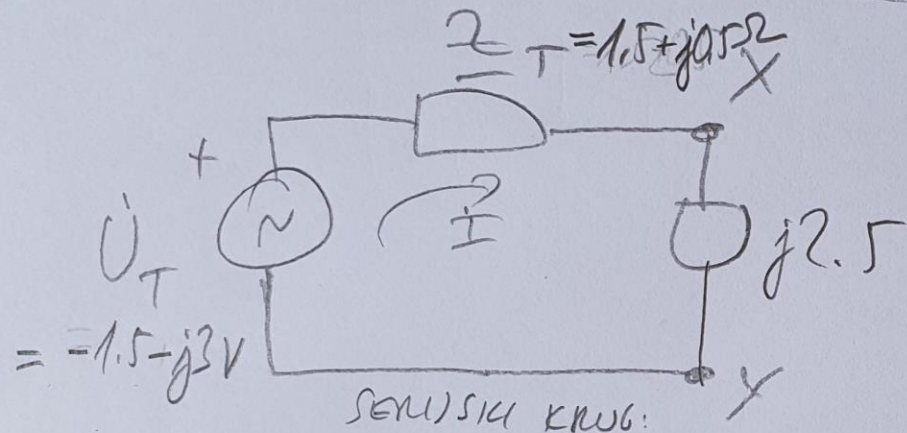 Z_T = 1.5+j0.5Ω
X
+
İ
U̇_T
= -1.5-j3V
j2.5
Y
SERIJSKI KRUG: